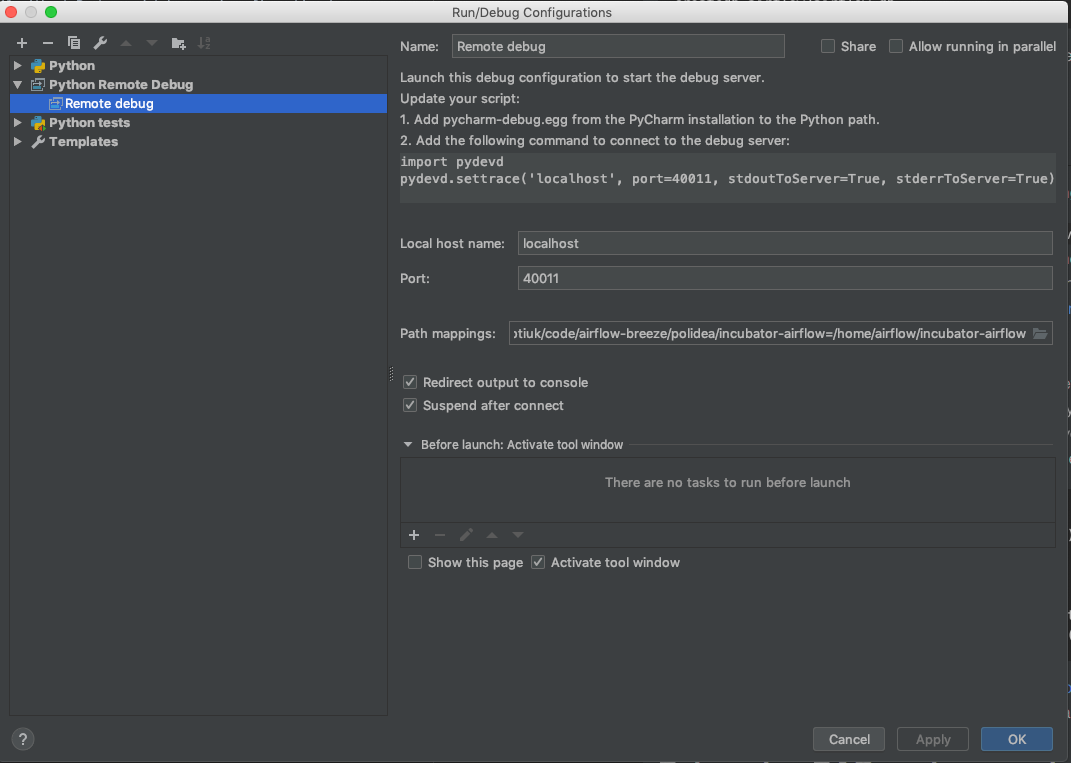 Run/Debug Configurations
Python
Python Remote Debug
Remote debug
Python tests
Templates
Name: Remote debug
Share
Allow running in parallel
Launch this debug configuration to start the debug server.
Update your script:
1. Add pycharm-debug.egg from the PyCharm installation to the Python path.
2. Add the following command to connect to the debug server:
import pydevd
pydevd.settrace('localhost', port=40011, stdoutToServer=True, stderrToServer=True)
Local host name: localhost
Port: 40011
Path mappings: otiuk/code/airflow-breeze/polidea/incubator-airflow=/home/airflow/incubator-airflow
Redirect output to console
Suspend after connect
Before launch: Activate tool window
There are no tasks to run before launch
Show this page
Activate tool window
?
Cancel
Apply
OK